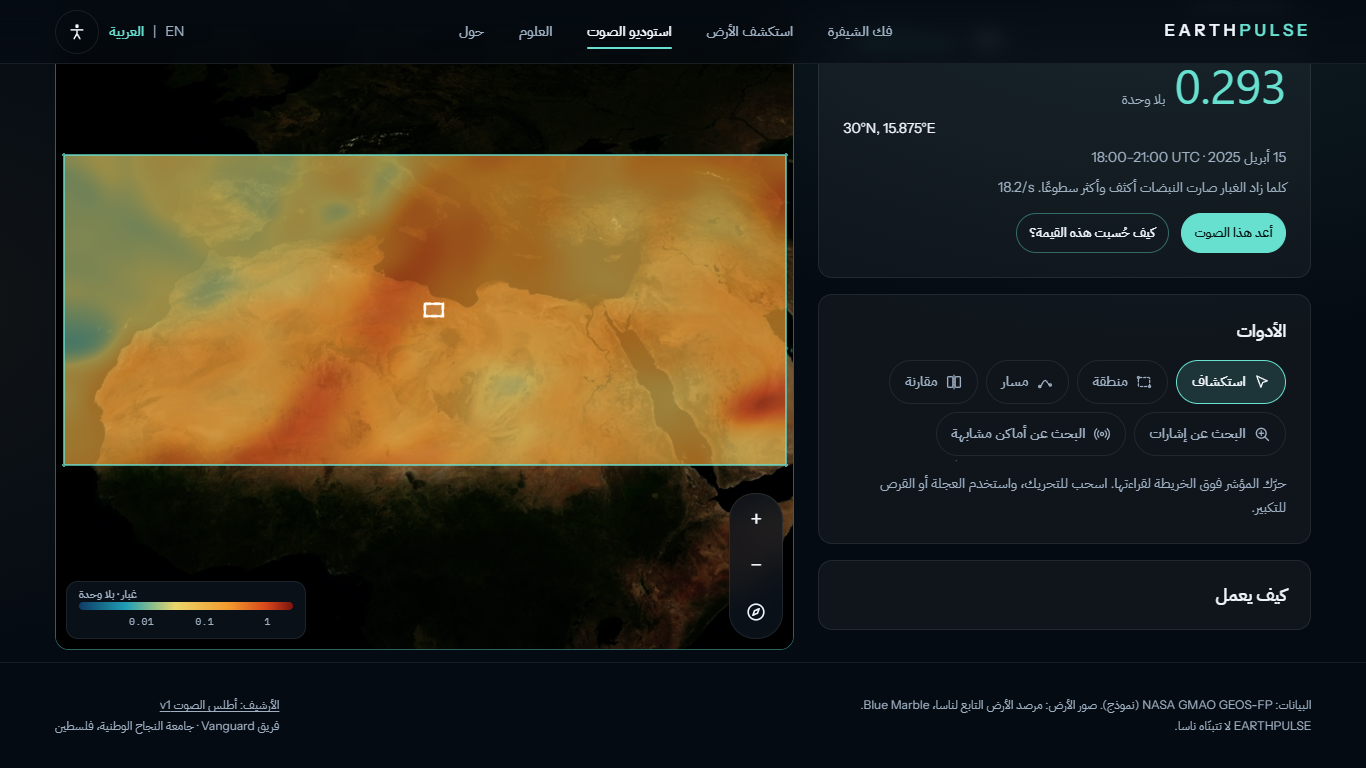 EARTHPULSE
فك الشيفرة
استكشف الأرض
استوديو الصوت
العلوم
حول
العربية | EN
0.293 بلا وحدة
30°N, 15.875°E
15 أبريل 2025 · 18:00–21:00 UTC
كلما زاد الغبار صارت النبضات أكثف وأكثر سطوعًا. 18.2/s
أعد هذا الصوت
كيف حُسبت هذه القيمة؟
الأدوات
استكشاف
منطقة
مسار
مقارنة
البحث عن إشارات
البحث عن أماكن مشابهة
حرّك المؤشر فوق الخريطة لقراءتها. اسحب للتحريك، واستخدم العجلة أو القرص
للتكبير.
كيف يعمل
+
−
غبار · بلا وحدة
0.01 0.1 1
البيانات: NASA GMAO GEOS-FP (نموذج). صور الأرض: مرصد الأرض التابع لناسا، Blue Marble.
EARTHPULSE لا تتبنّاه ناسا.
الأرشيف: أطلس الصوت v1
فريق Vanguard · جامعة النجاح الوطنية، فلسطين